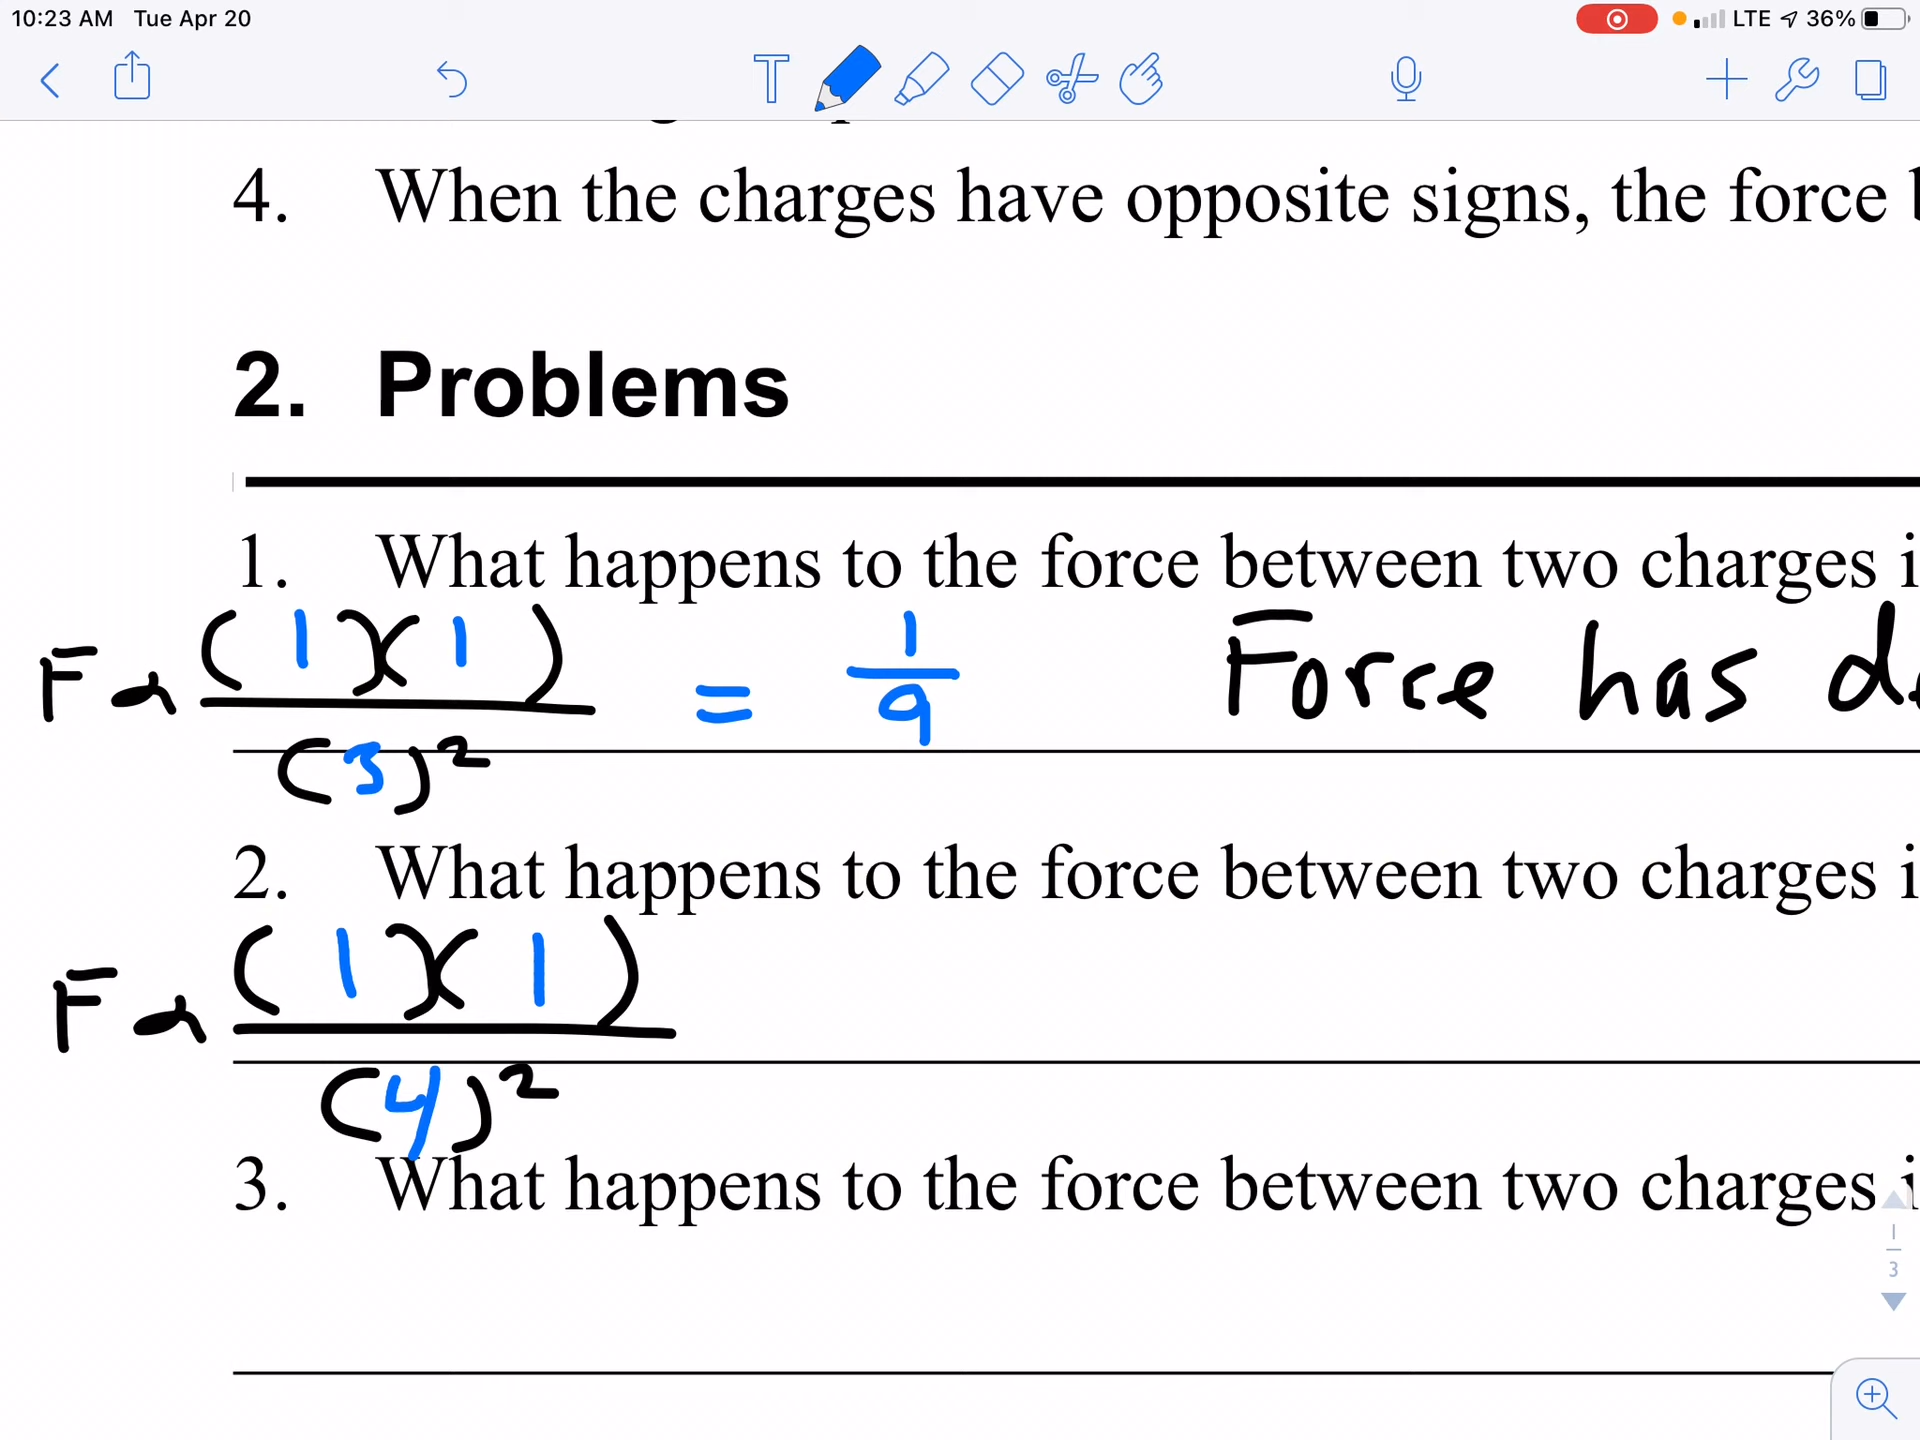 10:23 AM Tue Apr 20
LTE 36%
T
4. When the charges have opposite signs, the force
2. Problems
1. What happens to the force between two charges i
F α (1)(1) = 1/9 Force has
(3)²
2. What happens to the force between two charges i
F α (1)(1)
(4)²
3. What happens to the force between two charges i
1
3